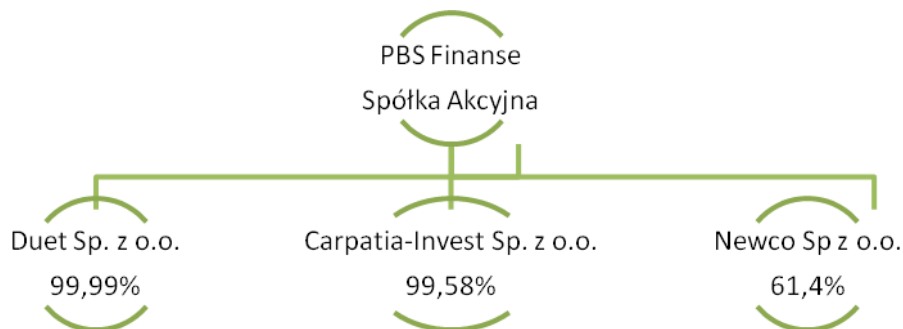 PBS Finanse
Spółka Akcyjna
Duet Sp. z o.o.
99,99%
Carpatia-Invest Sp. z o.o.
99,58%
Newco Sp z o.o.
61,4%